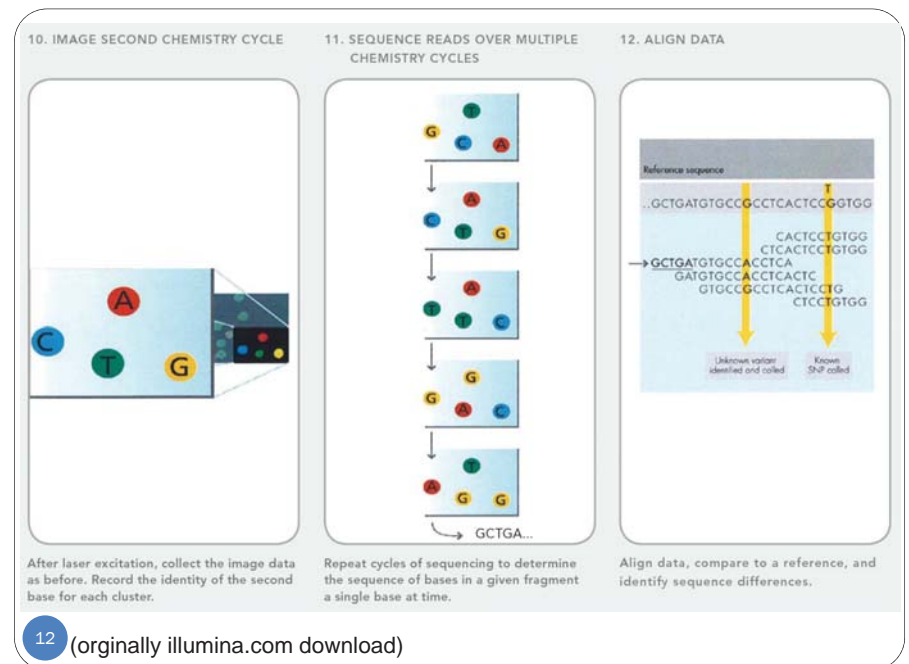 10. IMAGE SECOND CHEMISTRY CYCLE
C
A
T
G
After laser excitation, collect the image data
as before. Record the identity of the second
base for each cluster.
11. SEQUENCE READS OVER MULTIPLE
CHEMISTRY CYCLES
T
G
C
A
A
C
T
G
A
T
T
C
G
G
A
C
T
A
G
G
GCTGA...
Repeat cycles of sequencing to determine
the sequence of bases in a given fragment
a single base at time.
12. ALIGN DATA
Reference sequence
T
..GCTGATGTGCCGCCTCACTCCGGTGG
CACTCCTGTGG
CTCACTCCTGTGG
GCTGATGTGCCACCTCA
GATGTGCCACCTCACTC
GTGCCGCCTCACTCCTG
CTCCTGTGG
Unknown variant
identified and called
Known
SNP called
Align data, compare to a reference, and
identify sequence differences.
12 (orginally illumina.com download)